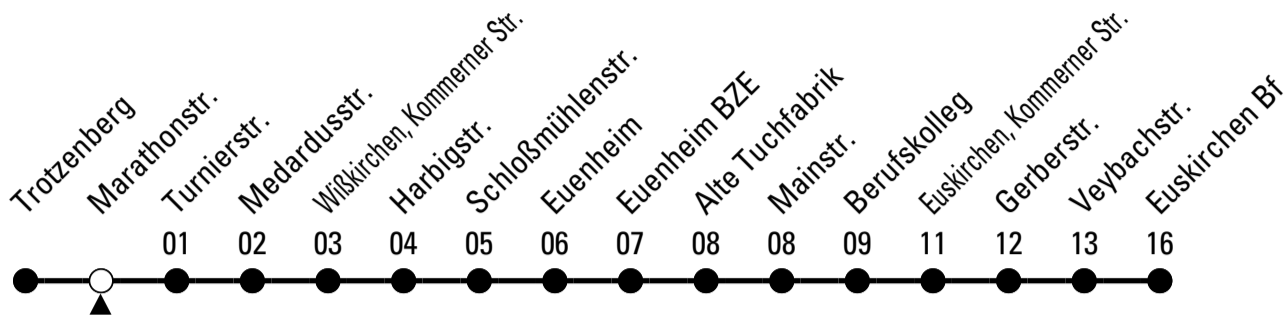 Trotzenberg
Marathonstr.
Turnierstr.
Medardusstr.
Wißkirchen, Kommerner Str.
Harbigstr.
Schloßmühlenstr.
Euenheim
Euenheim BZE
Alte Tuchfabrik
Mainstr.
Berufskolleg
Euskirchen, Kommerner Str.
Gerberstr.
Veybachstr.
Euskirchen Bf
01 02 03 04 05 06 07 08 08 09 11 12 13 16